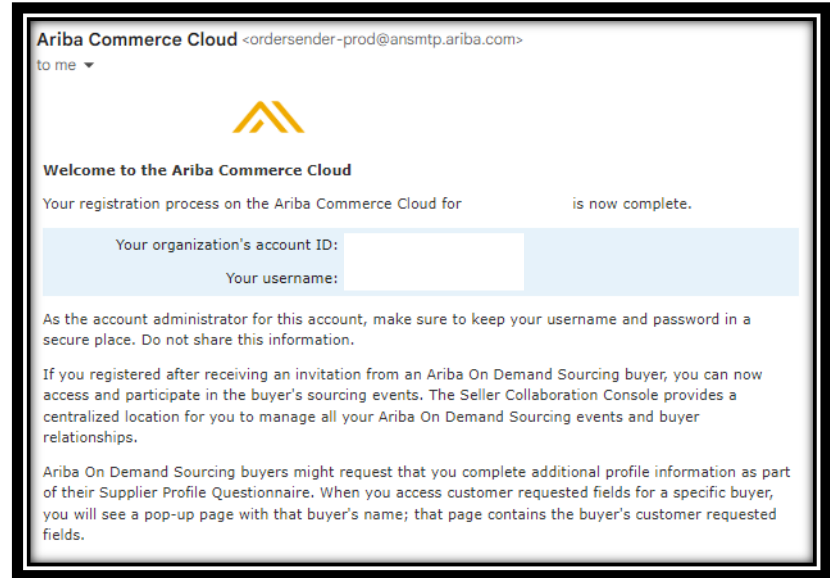 Ariba Commerce Cloud <ordersender-prod@ansmtp.ariba.com>
to me
Welcome to the Ariba Commerce Cloud
Your registration process on the Ariba Commerce Cloud for is now complete.
Your organization's account ID:
Your username:
As the account administrator for this account, make sure to keep your username and password in a
secure place. Do not share this information.
If you registered after receiving an invitation from an Ariba On Demand Sourcing buyer, you can now
access and participate in the buyer's sourcing events. The Seller Collaboration Console provides a
centralized location for you to manage all your Ariba On Demand Sourcing events and buyer
relationships.
Ariba On Demand Sourcing buyers might request that you complete additional profile information as part
of their Supplier Profile Questionnaire. When you access customer requested fields for a specific buyer,
you will see a pop-up page with that buyer's name; that page contains the buyer's customer requested
fields.